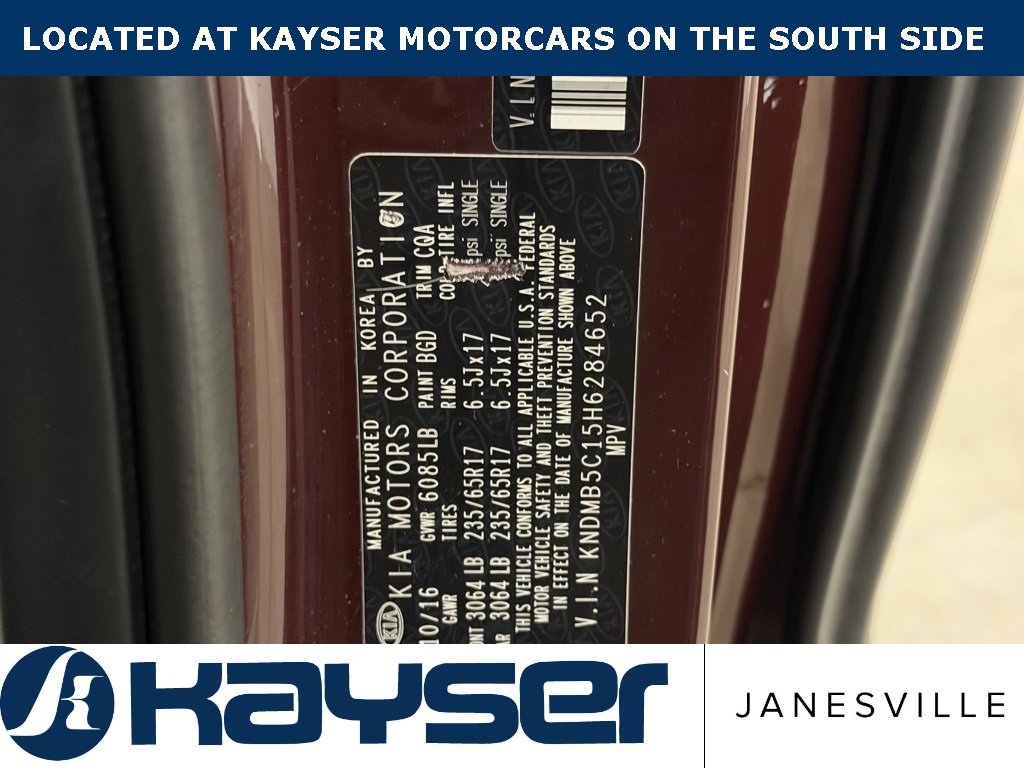 LOCATED AT KAYSER MOTORCARS ON THE SOUTH SIDE
V.I.N
MANUFACTURED IN KOREA BY
KIA KIA MOTORS CORPORATION
10/16 GVWR 6085LB PAINT BGD TRIM CQA
GAWR TIRES RIMS TIRE INFL
3064 LB 235/65R17 6.5Jx17 psi SINGLE
3064 LB 235/65R17 6.5Jx17 psi SINGLE
THIS VEHICLE CONFORMS TO ALL APPLICABLE U.S.A. FEDERAL
MOTOR VEHICLE SAFETY AND THEFT PREVENTION STANDARDS
IN EFFECT ON THE DATE OF MANUFACTURE SHOWN ABOVE
V.I.N KNDMB5C15H6284652
MPV
KAYSER
JANESVILLE